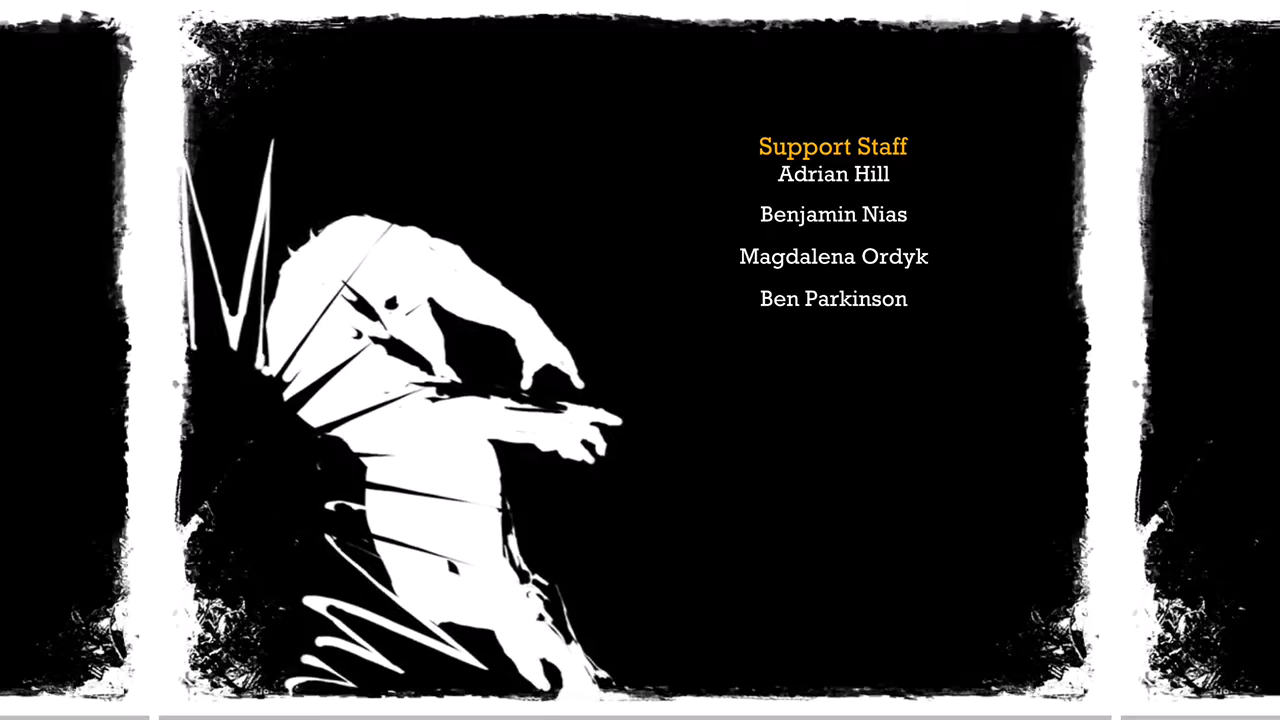 Support Staff
Adrian Hill
Benjamin Nias
Magdalena Ordyk
Ben Parkinson